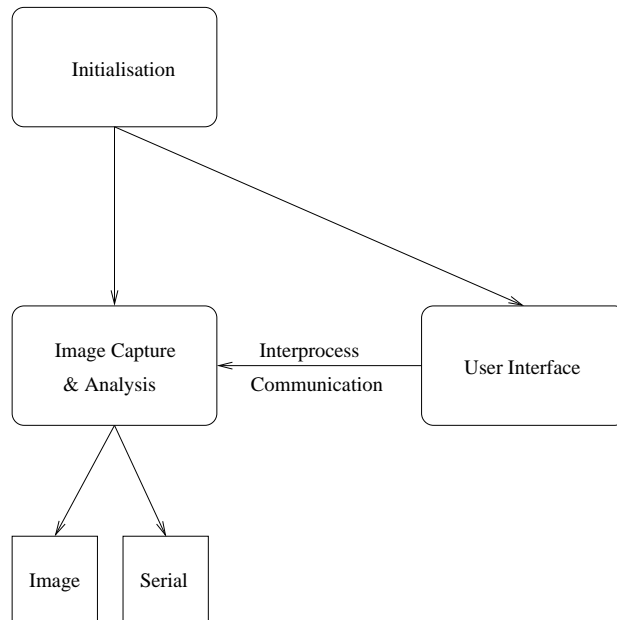 Initialisation
Image Capture
& Analysis
Interprocess
Communication
User Interface
Image
Serial